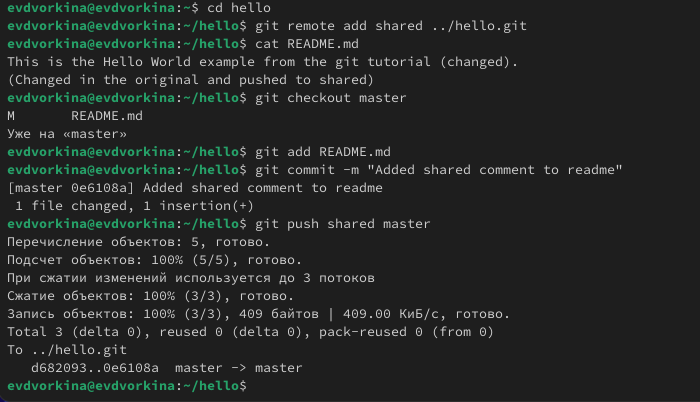 evdvorkina@evdvorkina:~$ cd hello
evdvorkina@evdvorkina:~/hello$ git remote add shared ../hello.git
evdvorkina@evdvorkina:~/hello$ cat README.md
This is the Hello World example from the git tutorial (changed).
(Changed in the original and pushed to shared)
evdvorkina@evdvorkina:~/hello$ git checkout master
M       README.md
Уже на «master»
evdvorkina@evdvorkina:~/hello$ git add README.md
evdvorkina@evdvorkina:~/hello$ git commit -m "Added shared comment to readme"
[master 0e6108a] Added shared comment to readme
 1 file changed, 1 insertion(+)
evdvorkina@evdvorkina:~/hello$ git push shared master
Перечисление объектов: 5, готово.
Подсчет объектов: 100% (5/5), готово.
При сжатии изменений используется до 3 потоков
Сжатие объектов: 100% (3/3), готово.
Запись объектов: 100% (3/3), 409 байтов | 409.00 КиБ/с, готово.
Total 3 (delta 0), reused 0 (delta 0), pack-reused 0 (from 0)
To ../hello.git
   d682093..0e6108a  master -> master
evdvorkina@evdvorkina:~/hello$